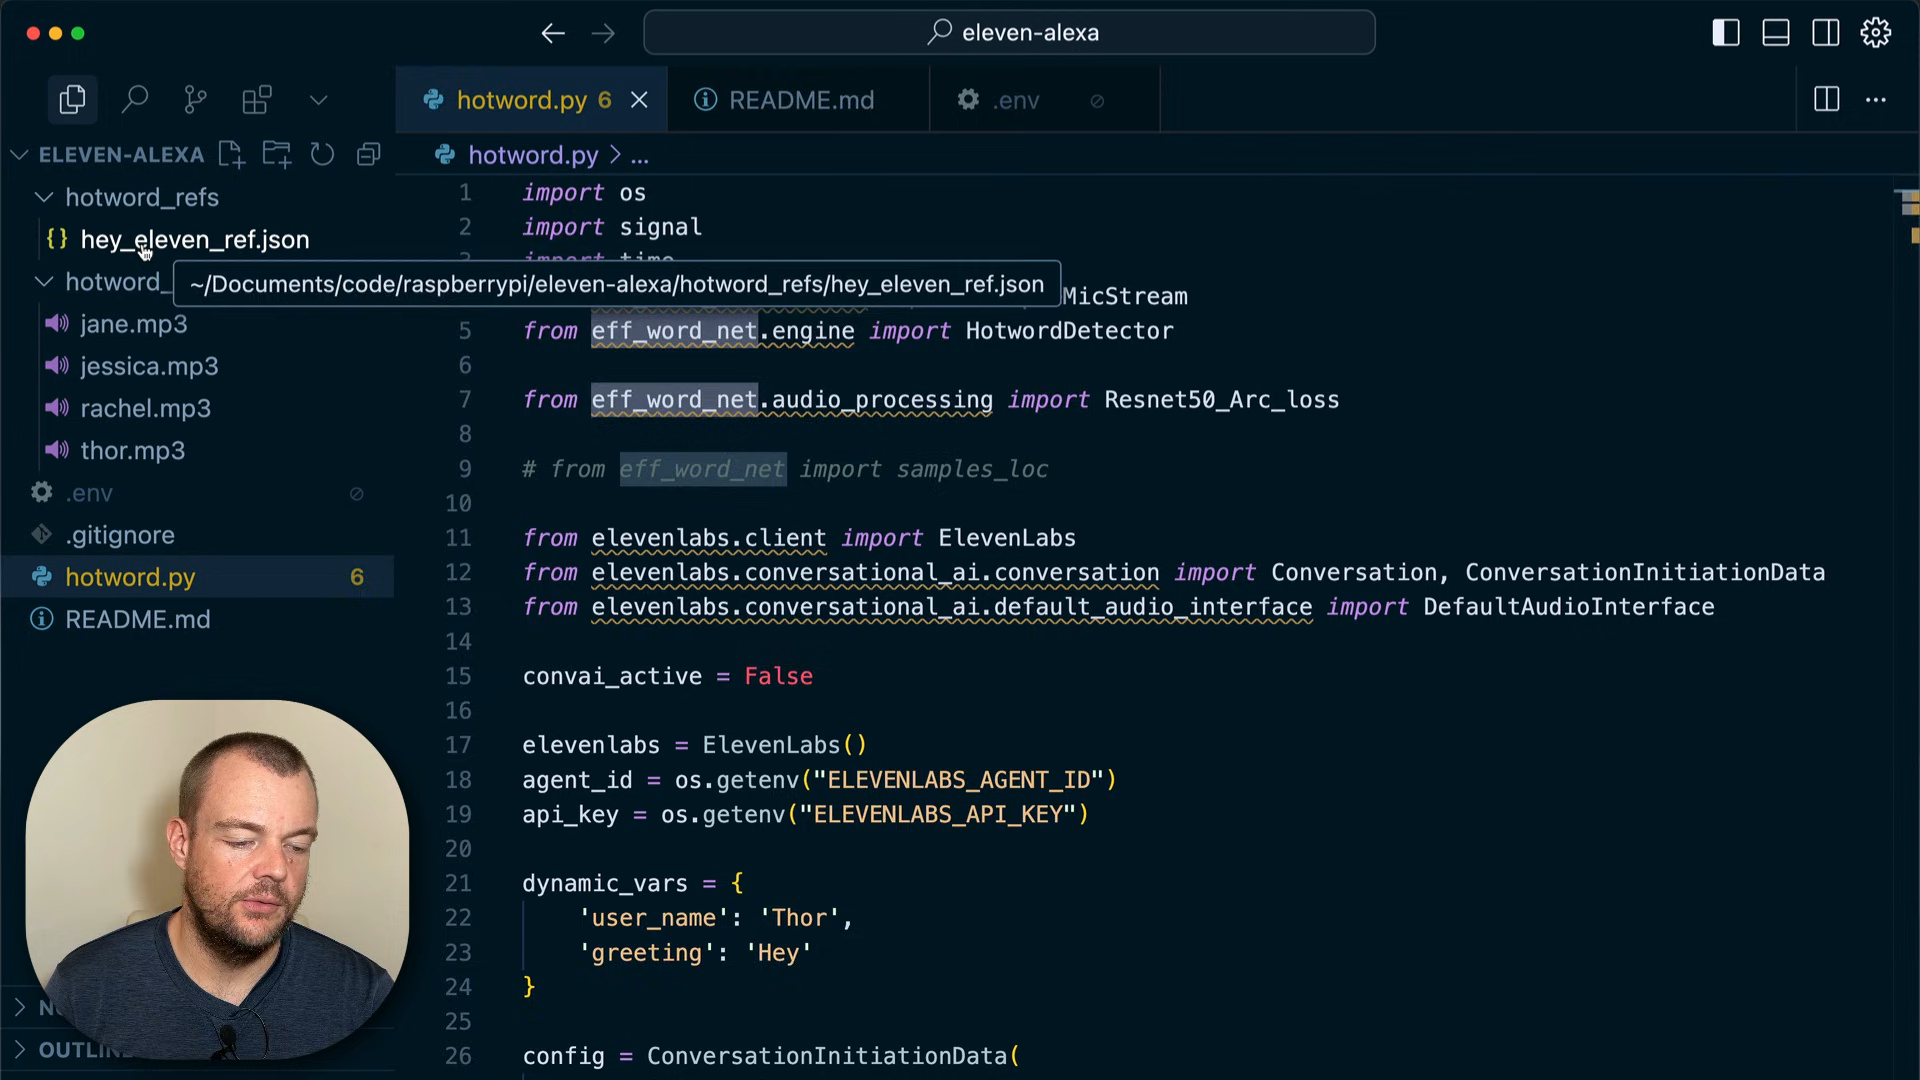 eleven-alexa
hotword.py 6
README.md
.env
ELEVEN-ALEXA
hotword_refs
hey_eleven_ref.json
~/Documents/code/raspberrypi/eleven-alexa/hotword_refs/hey_eleven_ref.json
hotword_
jane.mp3
jessica.mp3
rachel.mp3
thor.mp3
.env
.gitignore
hotword.py 6
README.md
OUTLIN
hotword.py > ...
1 import os
2 import signal
3 import time
MicStream
5 from eff_word_net.engine import HotwordDetector
6
7 from eff_word_net.audio_processing import Resnet50_Arc_loss
8
9 # from eff_word_net import samples_loc
10
11 from elevenlabs.client import ElevenLabs
12 from elevenlabs.conversational_ai.conversation import Conversation, ConversationInitiationData
13 from elevenlabs.conversational_ai.default_audio_interface import DefaultAudioInterface
14
15 convai_active = False
16
17 elevenlabs = ElevenLabs()
18 agent_id = os.getenv("ELEVENLABS_AGENT_ID")
19 api_key = os.getenv("ELEVENLABS_API_KEY")
20
21 dynamic_vars = {
22 'user_name': 'Thor',
23 'greeting': 'Hey'
24 }
25
26 config = ConversationInitiationData(